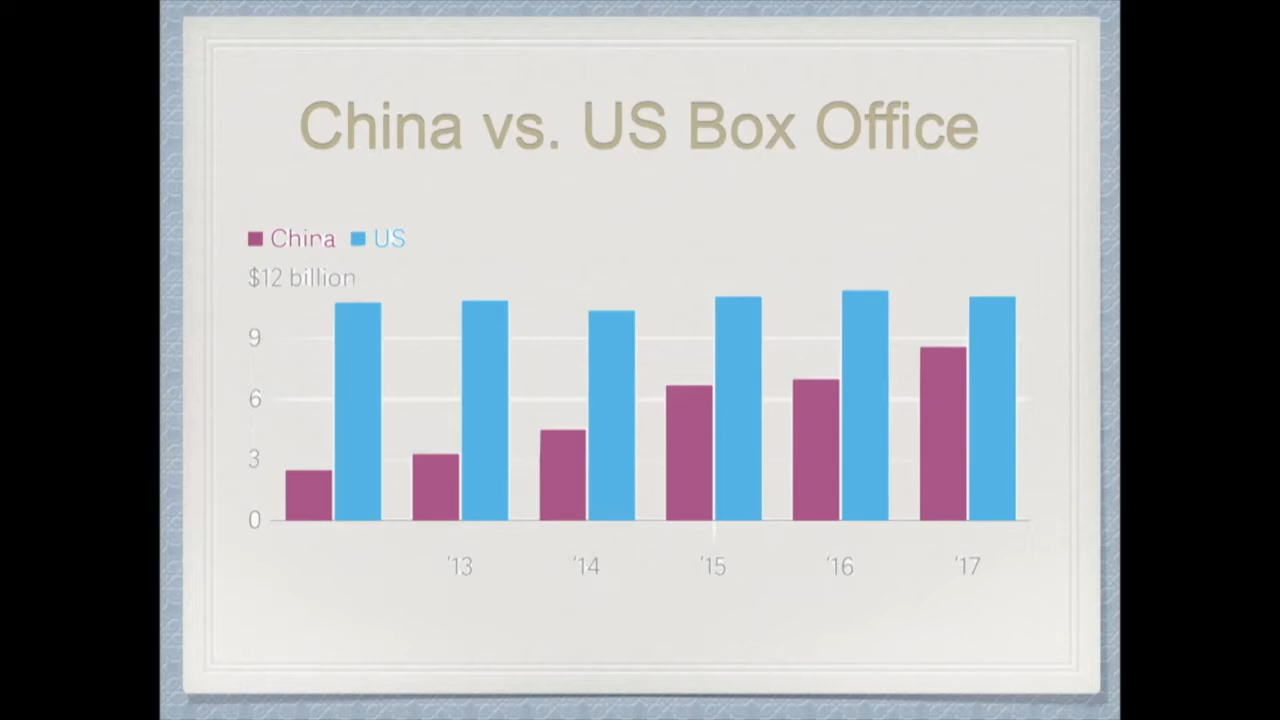 China vs. US Box Office
China US
$12 billion
9
6
3
0
'13 '14 '15 '16 '17